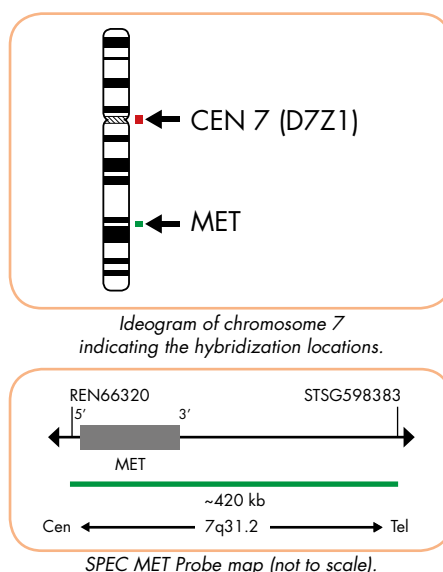 CEN 7 (D7Z1)
MET
Ideogram of chromosome 7
indicating the hybridization locations.
REN66320 STSG598383
5’ 3’
MET
~420 kb
Cen 7q31.2 Tel
SPEC MET Probe map (not to scale).